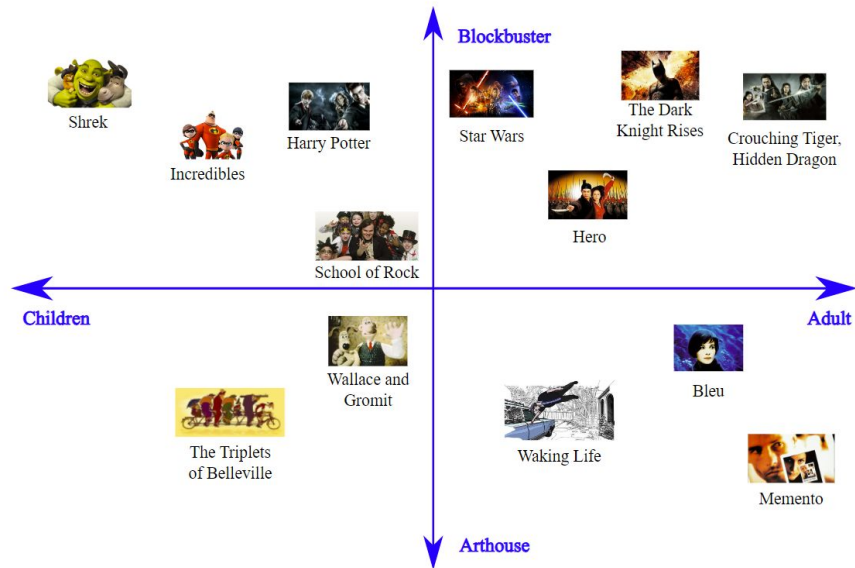 Blockbuster
Shrek
Incredibles
Harry Potter
Star Wars
The Dark
Knight Rises
Crouching Tiger,
Hidden Dragon
Hero
School of Rock
Children
Adult
Wallace and
Gromit
Bleu
The Triplets
of Belleville
Waking Life
Memento
Arthouse